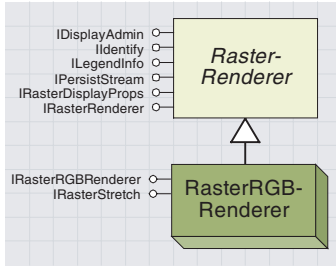 IDisplayAdmin
IIdentify
ILegendInfo
IPersistStream
IRasterDisplayProps
IRasterRenderer
Raster-
Renderer
IRasterRGBRenderer
IRasterStretch
RasterRGB-
Renderer